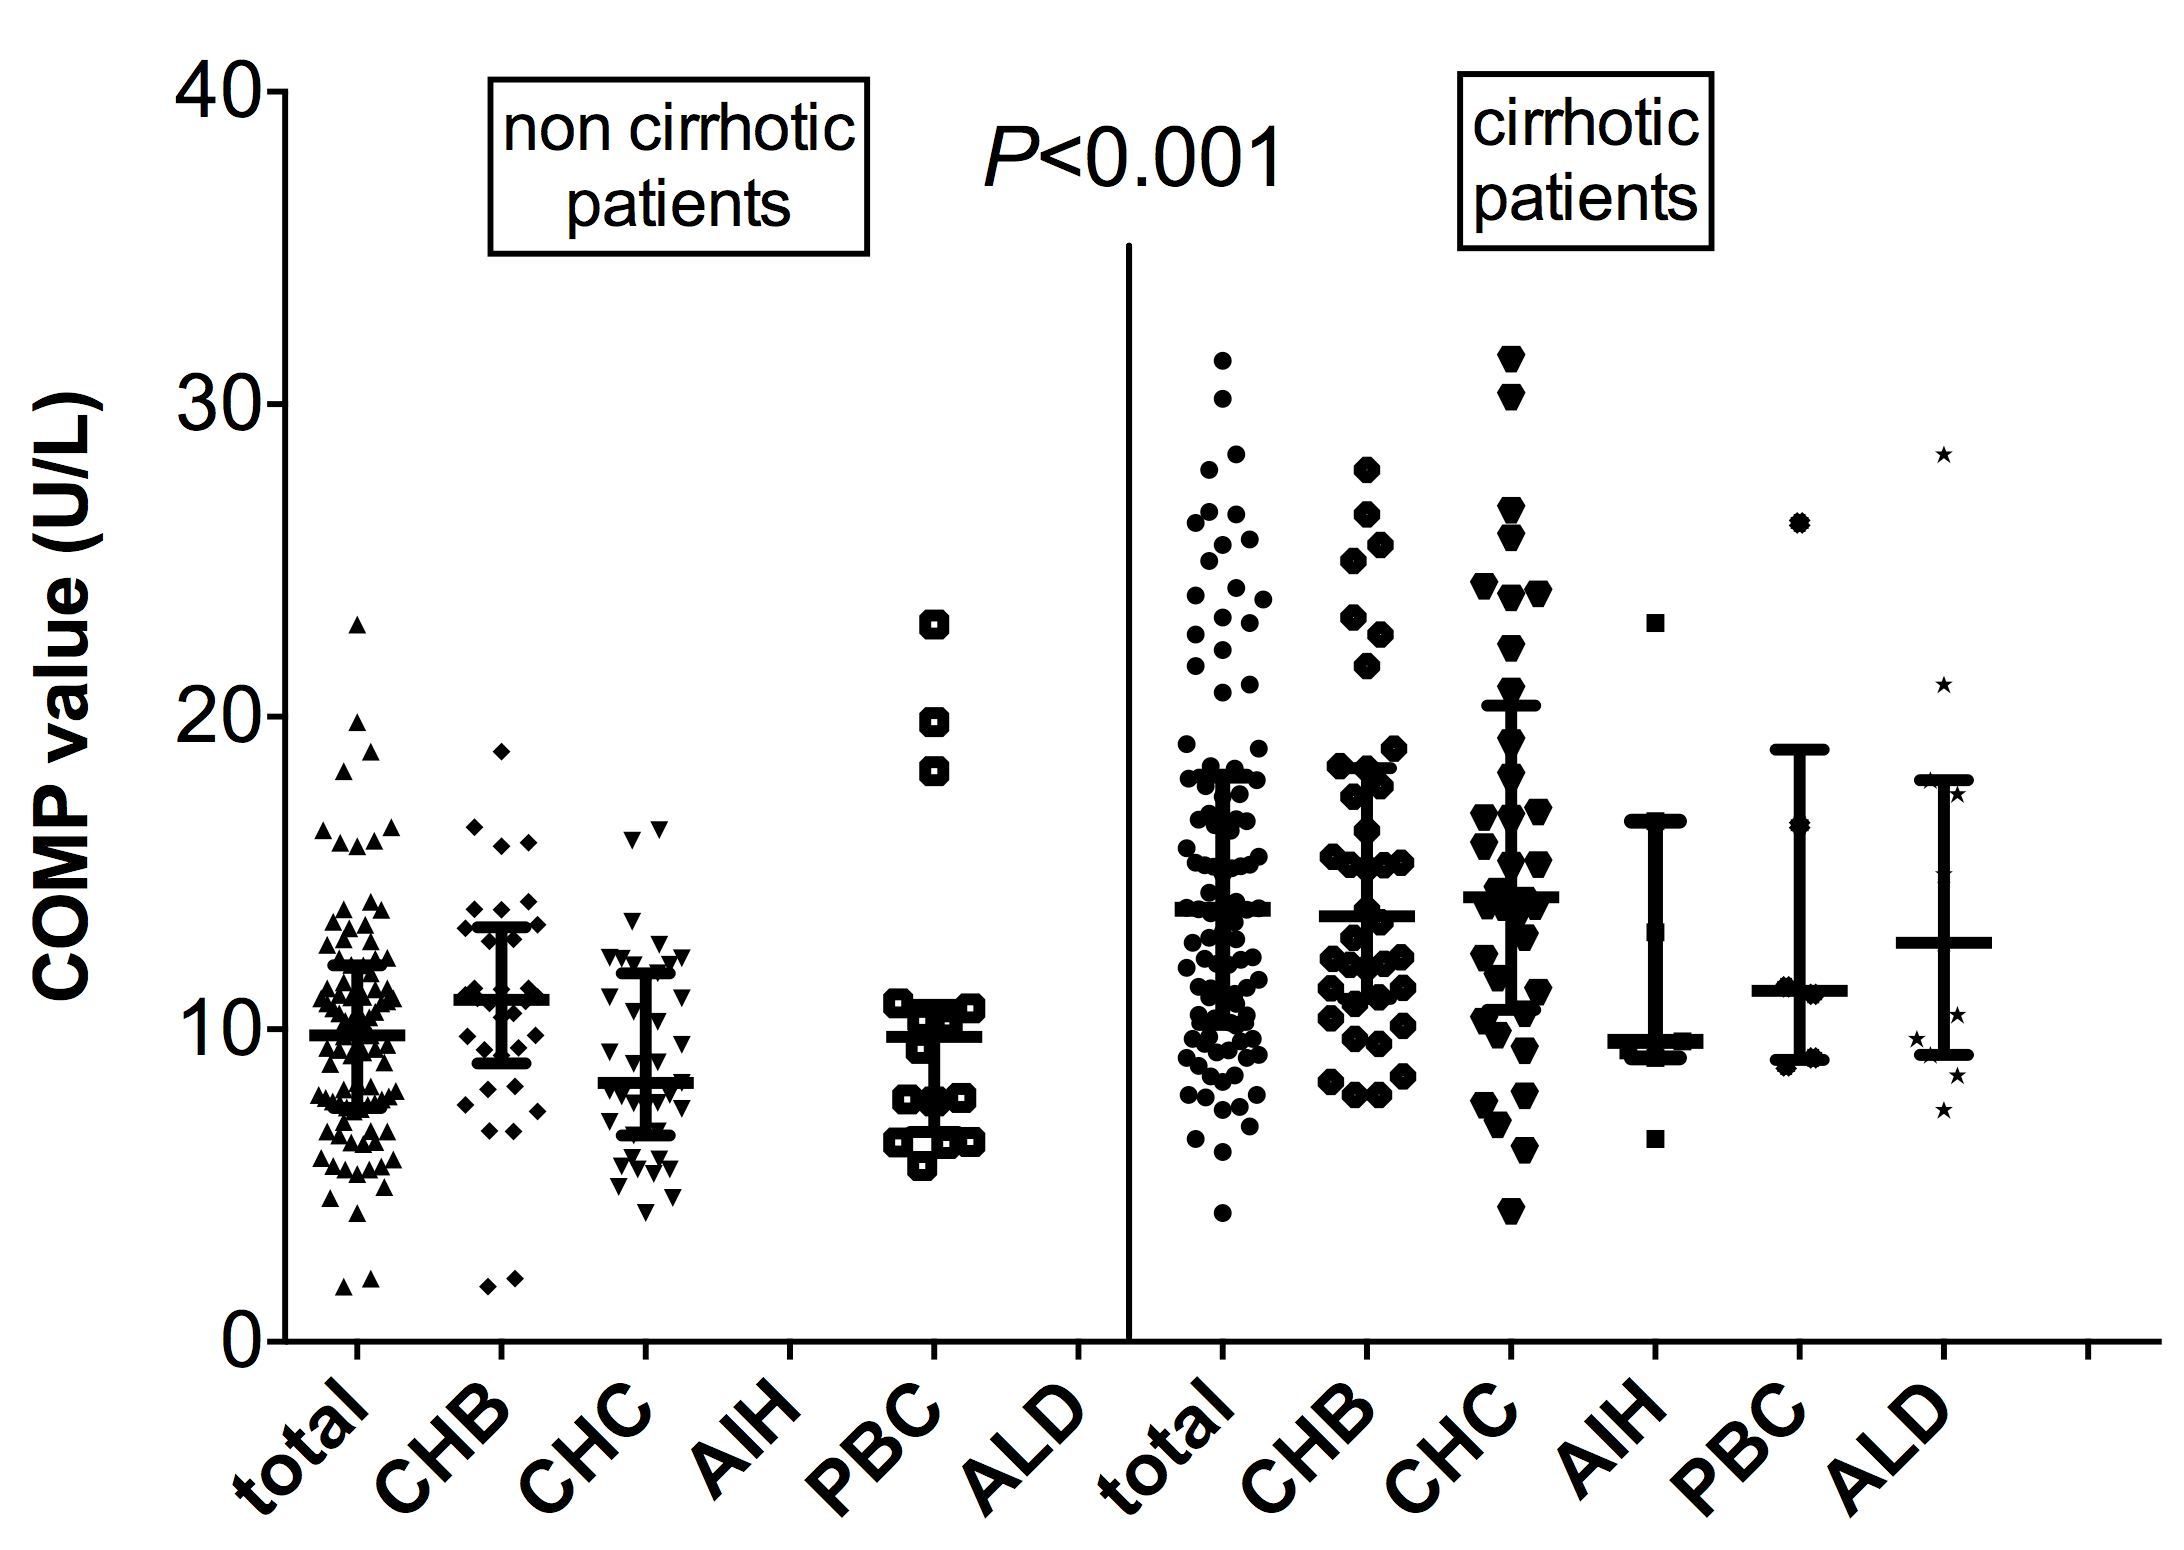 40
non cirrhotic
patients
P<0.001
cirrhotic
patients
30
20
10
0
COMP value (U/L)
total
CHB
CHC
AIH
PBC
ALD
total
CHB
CHC
AIH
PBC
ALD